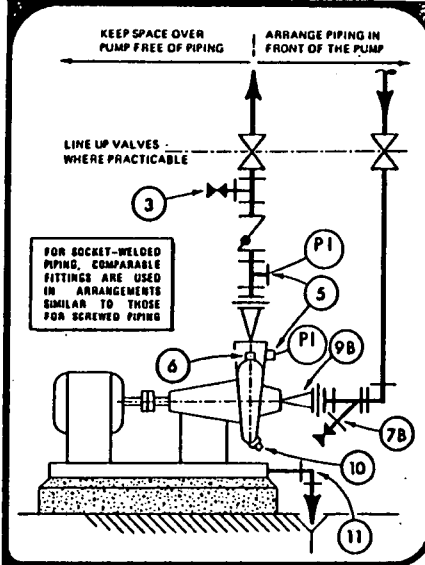 KEEP SPACE OVER
PUMP FREE OF PIPING
ARRANGE PIPING IN
FRONT OF THE PUMP
LINE UP VALVES
WHERE PRACTICABLE
3
PI
FOR SOCKET-WELDED
PIPING, COMPARABLE
FITTINGS ARE USED
IN ARRANGEMENTS
SIMILAR TO THOSE
FOR SCREWED PIPING
5
PI
6
9B
7B
10
11